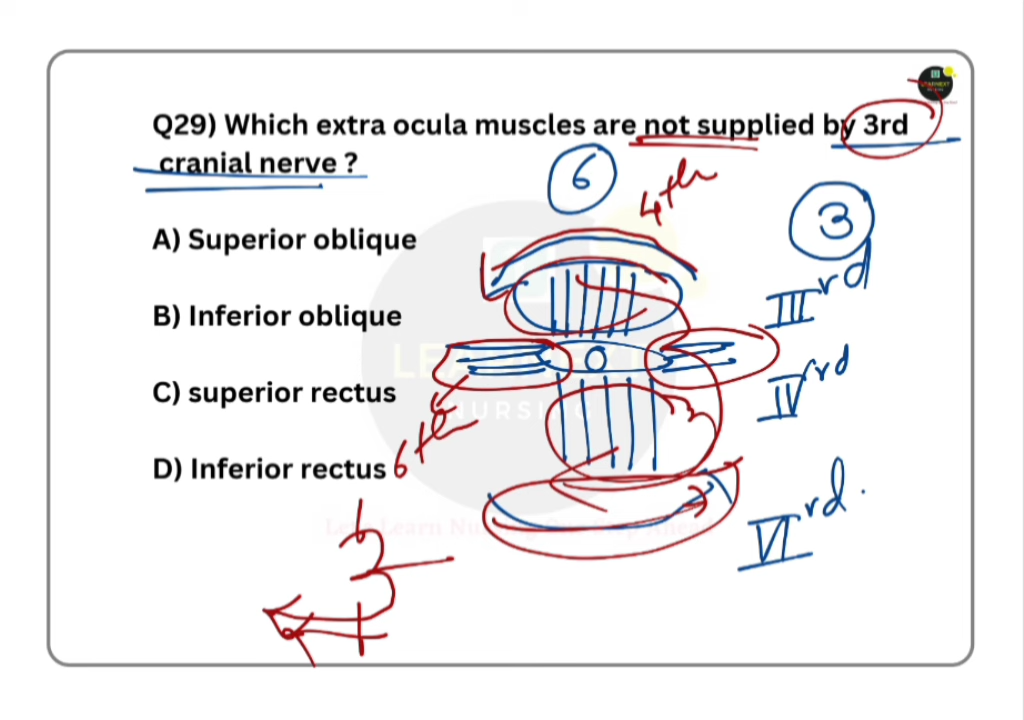 Q29) Which extra ocula muscles are not supplied by 3rd
cranial nerve ?
6
4th
3
A) Superior oblique
IIIrd
B) Inferior oblique
IVrd
C) superior rectus
NURSING
6th
D) Inferior rectus
VIrd.